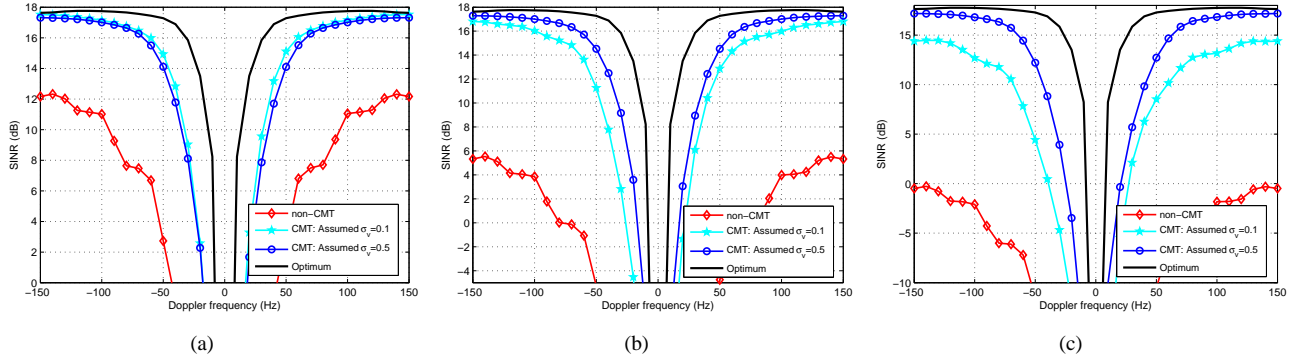 18
16
14
12
10
8
6
4
2
0
SINR (dB)
−150 −100 −50 0 50 100 150
Doppler frequency (Hz)
non−CMT
CMT: Assumed σv=0.1
CMT: Assumed σv=0.5
Optimum
(a)
18
16
14
12
10
8
6
4
2
0
−2
−4
SINR (dB)
−150 −100 −50 0 50 100 150
Doppler frequency (Hz)
non−CMT
CMT: Assumed σv=0.1
CMT: Assumed σv=0.5
Optimum
(b)
15
10
5
0
−5
−10
SINR (dB)
−150 −100 −50 0 50 100 150
Doppler frequency (Hz)
non−CMT
CMT: Assumed σv=0.1
CMT: Assumed σv=0.5
Optimum
(c)